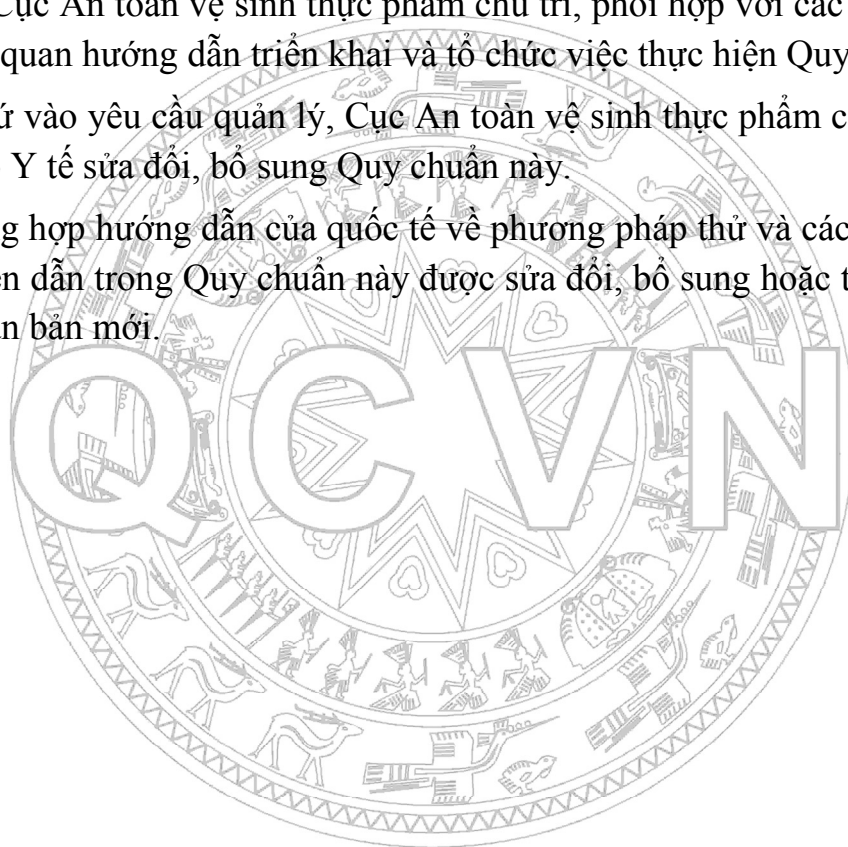 Cục An toàn vệ sinh thực phẩm chủ trì, phối hợp với các
quan hướng dẫn triển khai và tổ chức việc thực hiện Quy
ứ vào yêu cầu quản lý, Cục An toàn vệ sinh thực phẩm c
Y tế sửa đổi, bổ sung Quy chuẩn này.
g hợp hướng dẫn của quốc tế về phương pháp thử và các
ện dẫn trong Quy chuẩn này được sửa đổi, bổ sung hoặc t
n bản mới.
QCVN